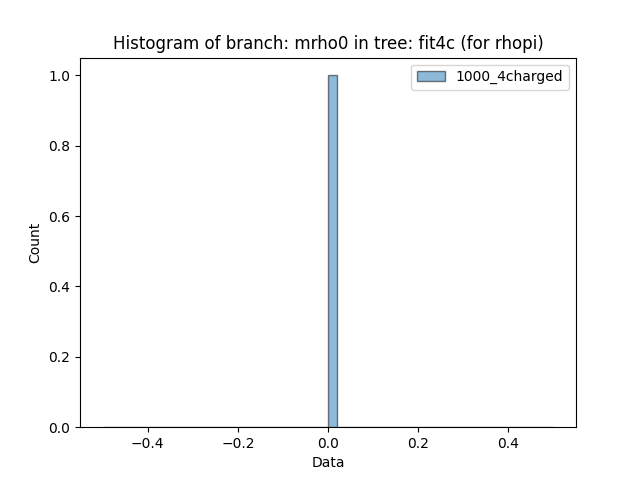 Histogram of branch: mrho0 in tree: fit4c (for rhopi)
1000_4charged
1.0
0.8
0.6
0.4
0.2
0.0
Count
−0.4 −0.2 0.0 0.2 0.4
Data